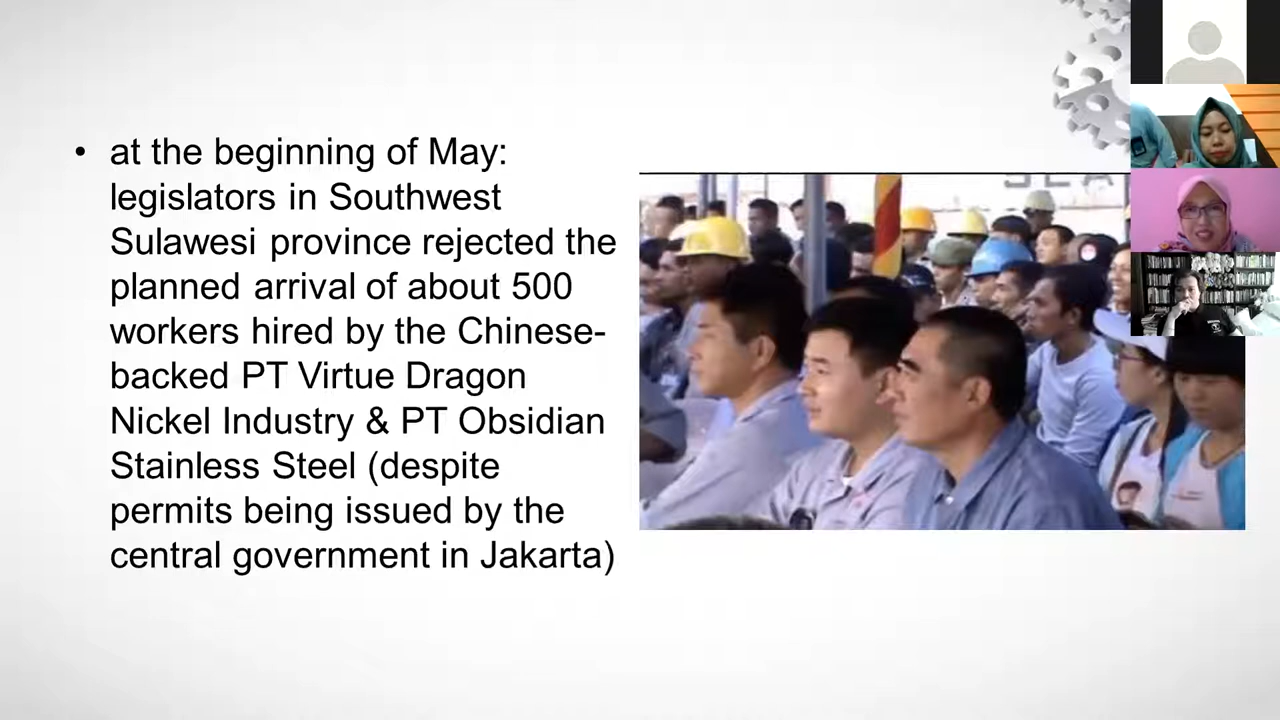 • at the beginning of May:
legislators in Southwest
Sulawesi province rejected the
planned arrival of about 500
workers hired by the Chinese-
backed PT Virtue Dragon
Nickel Industry & PT Obsidian
Stainless Steel (despite
permits being issued by the
central government in Jakarta)